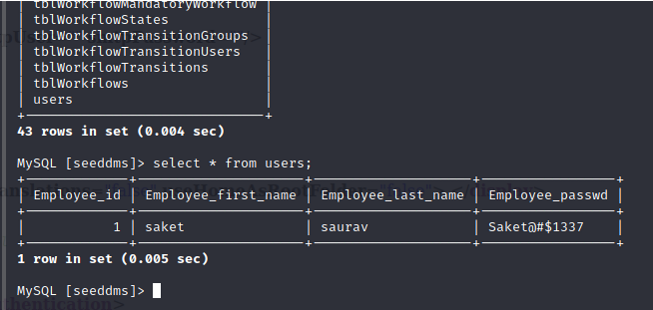 tblWorkflowMandatoryWorkflow
tblWorkflowStates
tblWorkflowTransitionGroups
tblWorkflowTransitionUsers
tblWorkflowTransitions
tblWorkflows
users
43 rows in set (0.004 sec)
MySQL [seeddms]> select * from users;
Employee_id | Employee_first_name | Employee_last_name | Employee_passwd
1 | saket | saurav | Saket@#$1337
1 row in set (0.005 sec)
MySQL [seeddms]>